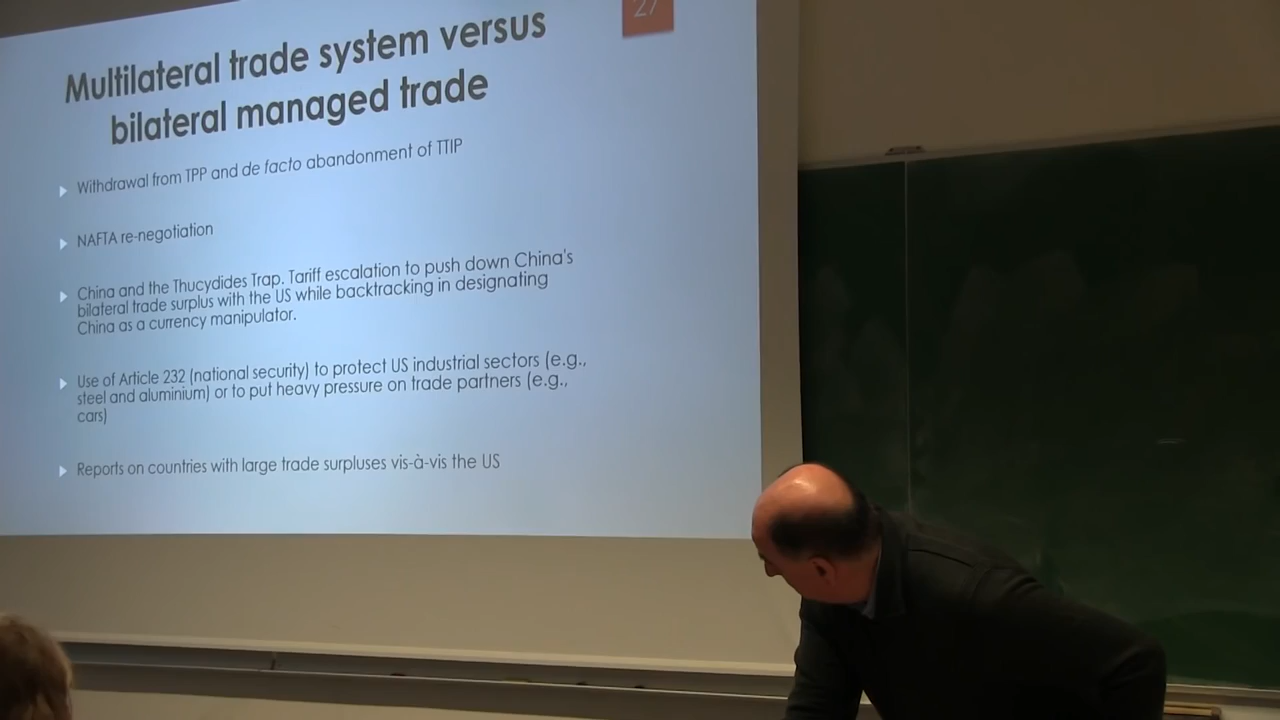 27
Multilateral trade system versus
bilateral managed trade
Withdrawal from TPP and de facto abandonment of TTIP
NAFTA re-negotiation
China and the Thucydides Trap. Tariff escalation to push down China's
bilateral trade surplus with the US while backtracking in designating
China as a currency manipulator.
Use of Article 232 (national security) to protect US industrial sectors (e.g.,
steel and aluminium) or to put heavy pressure on trade partners (e.g.,
cars)
Reports on countries with large trade surpluses vis-à-vis the US